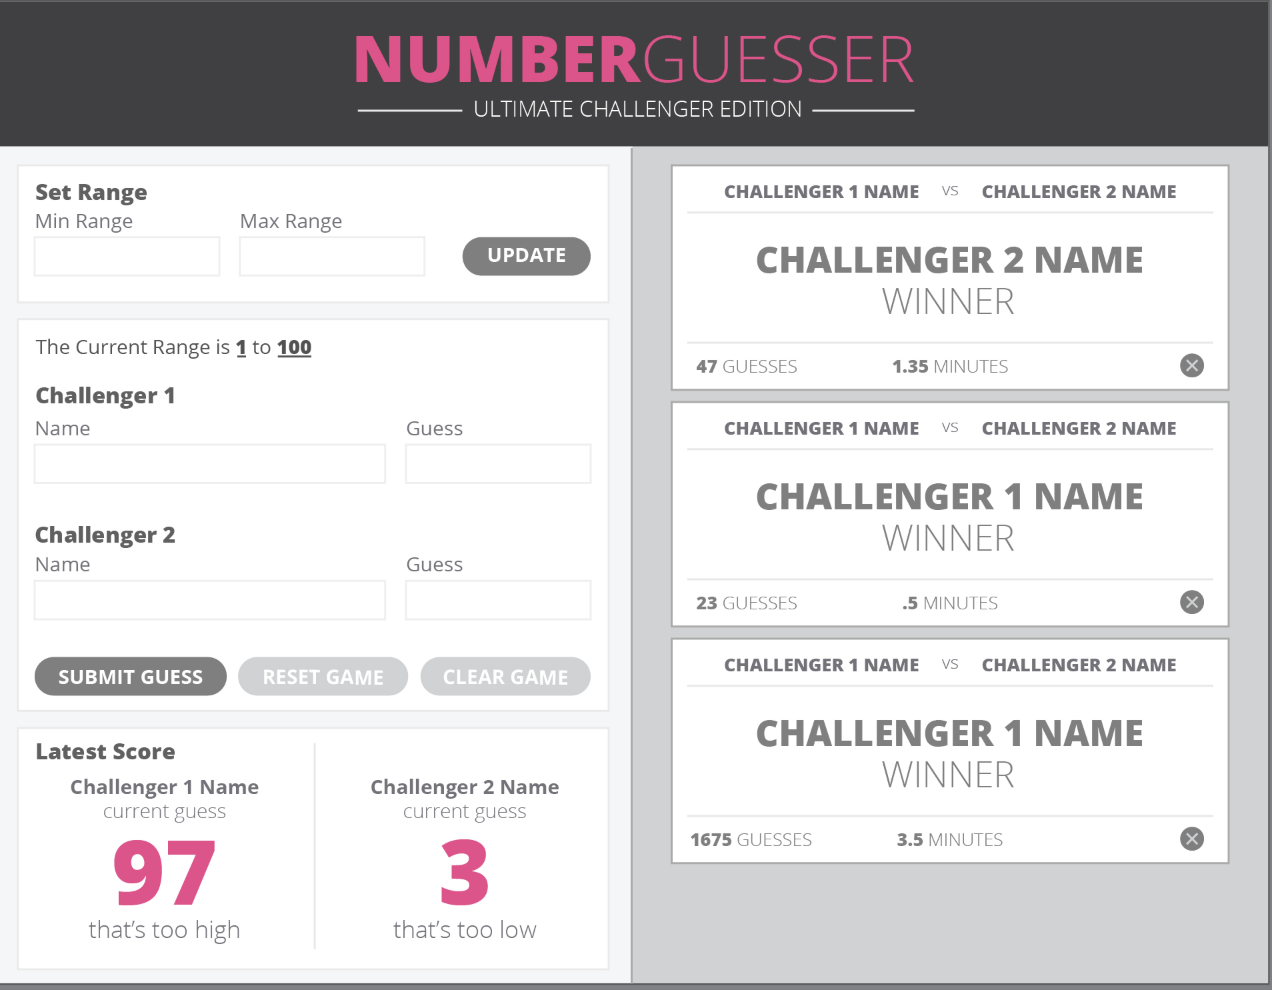 NUMBERGUESSER
ULTIMATE CHALLENGER EDITION
Set Range
Min Range Max Range
UPDATE
The Current Range is 1 to 100
Challenger 1
Name Guess
Challenger 2
Name Guess
SUBMIT GUESS RESET GAME CLEAR GAME
Latest Score
Challenger 1 Name
current guess
97
that's too high
Challenger 2 Name
current guess
3
that's too low
CHALLENGER 1 NAME VS CHALLENGER 2 NAME
CHALLENGER 2 NAME
WINNER
47 GUESSES 1.35 MINUTES
CHALLENGER 1 NAME VS CHALLENGER 2 NAME
CHALLENGER 1 NAME
WINNER
23 GUESSES .5 MINUTES
CHALLENGER 1 NAME VS CHALLENGER 2 NAME
CHALLENGER 1 NAME
WINNER
1675 GUESSES 3.5 MINUTES